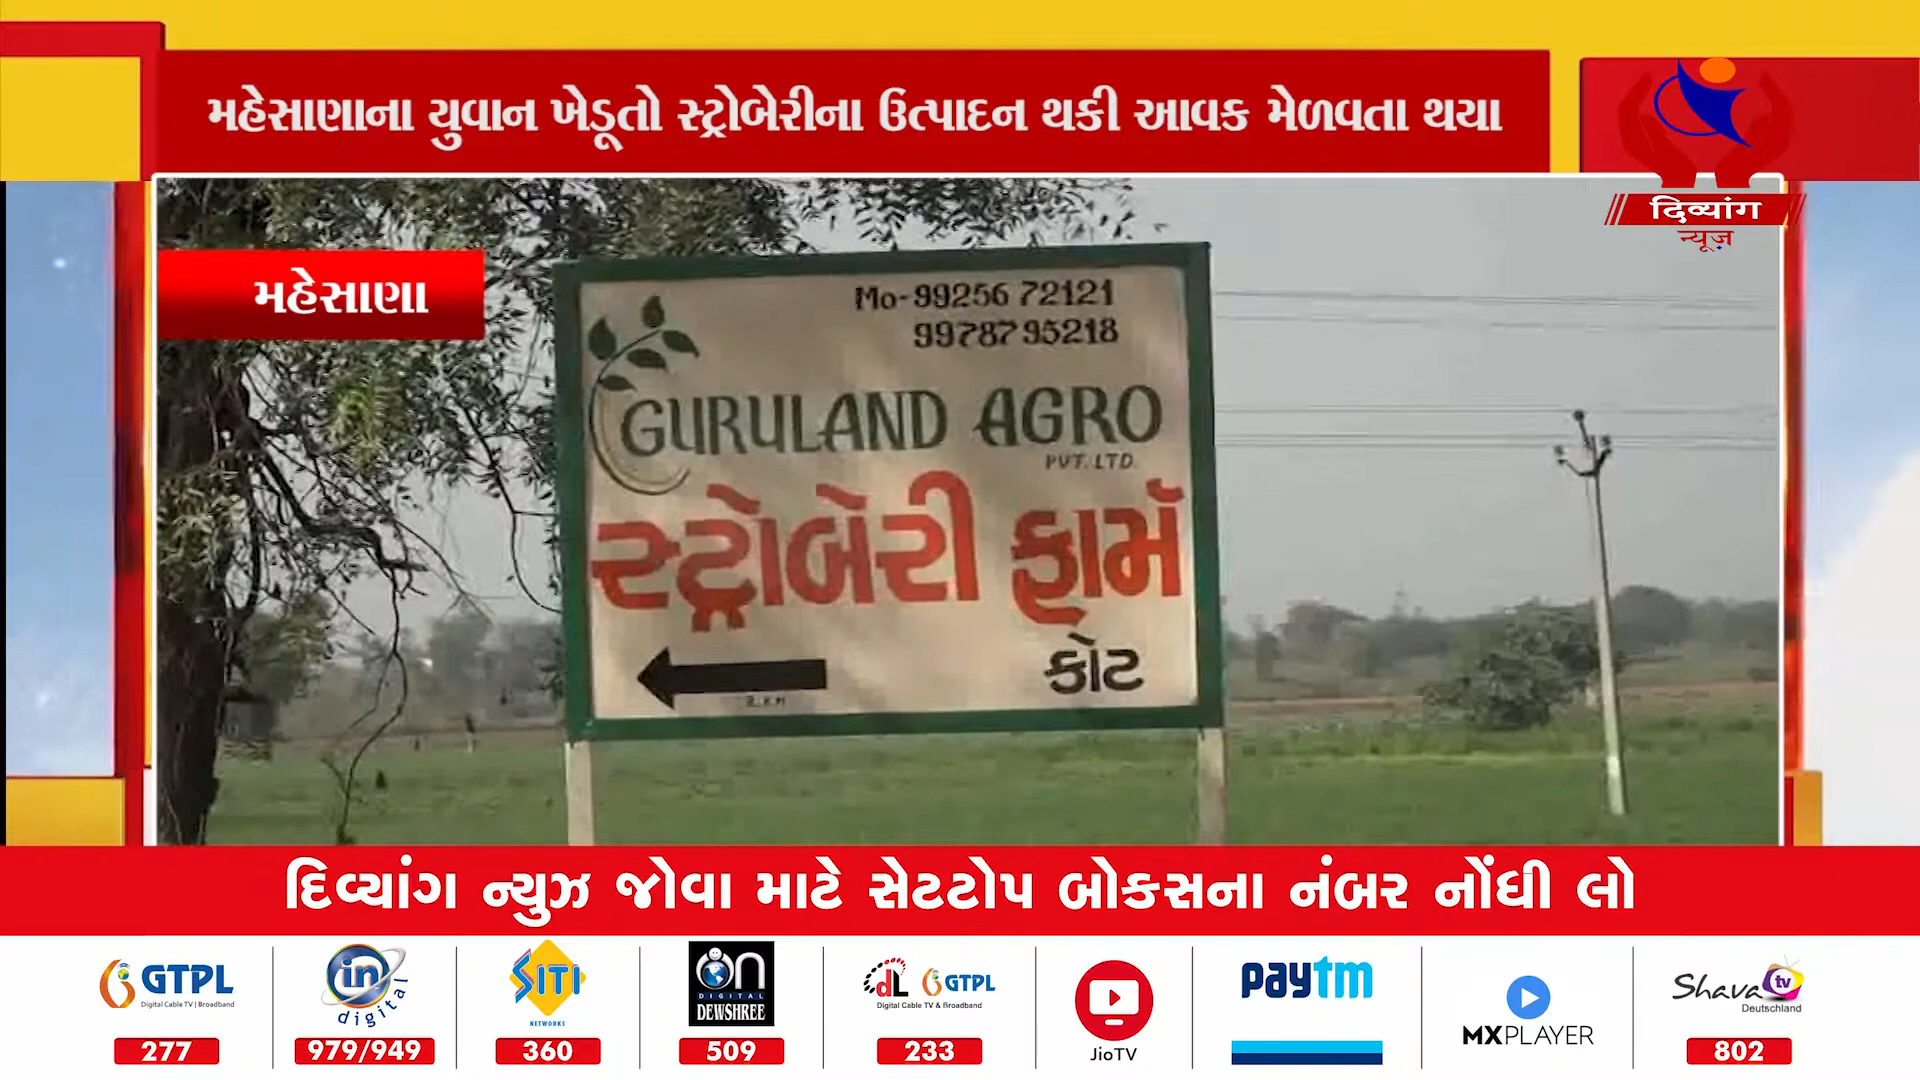 મહેસાણાના યુવાન ખેડૂતો સ્ટ્રોબેરીના ઉત્પાદન થકી આવક મેળવતા થયા
दिव्यांग
न्यूज़
મહેસાણા
Mo-99256 72121
99787 95218
GURULAND AGRO
PVT. LTD.
સ્ટ્રોબેરી ફાર્મ
કોટ
દિવ્યાંગ ન્યુઝ જોવા માટે સેટટોપ બોકસના નંબર નોંધી લો
GTPL
Digital Cable TV | Broadband
277
in digital
979/949
SITI
NETWORKS
360
ON
DIGITAL
DEWSHREE
509
dL GTPL
Digital Cable TV & Broadband
233
JioTV
paytm
MXPLAYER
Shava tv
Deutschland
802